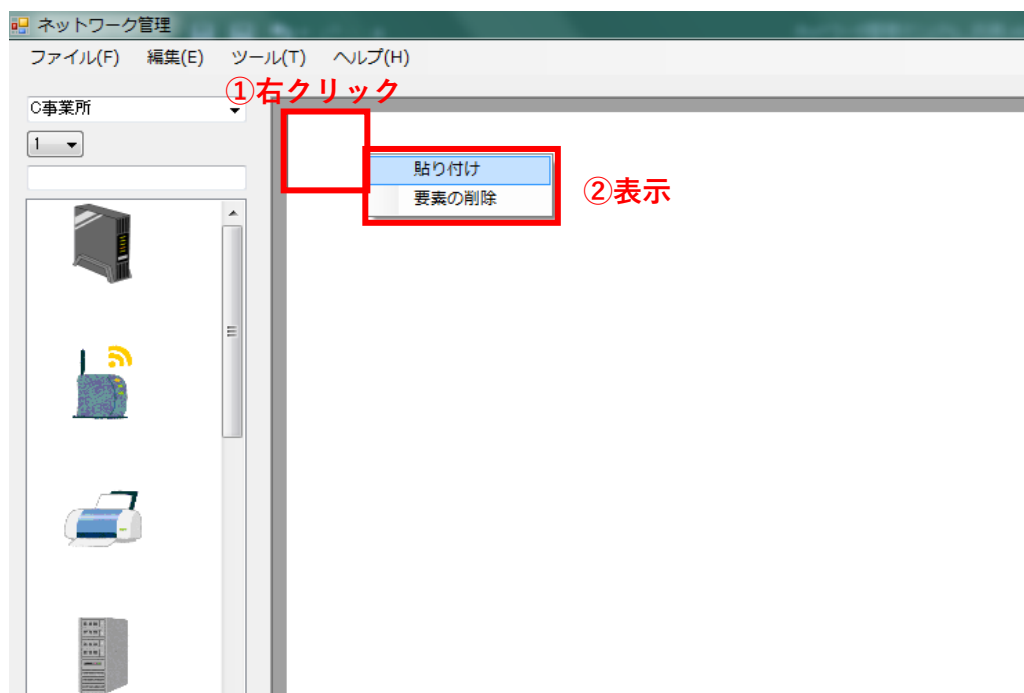 ネットワーク管理
ファイル(F) 編集(E) ツール(T) ヘルプ(H)
①右クリック
C事業所
1
貼り付け
要素の削除
②表示